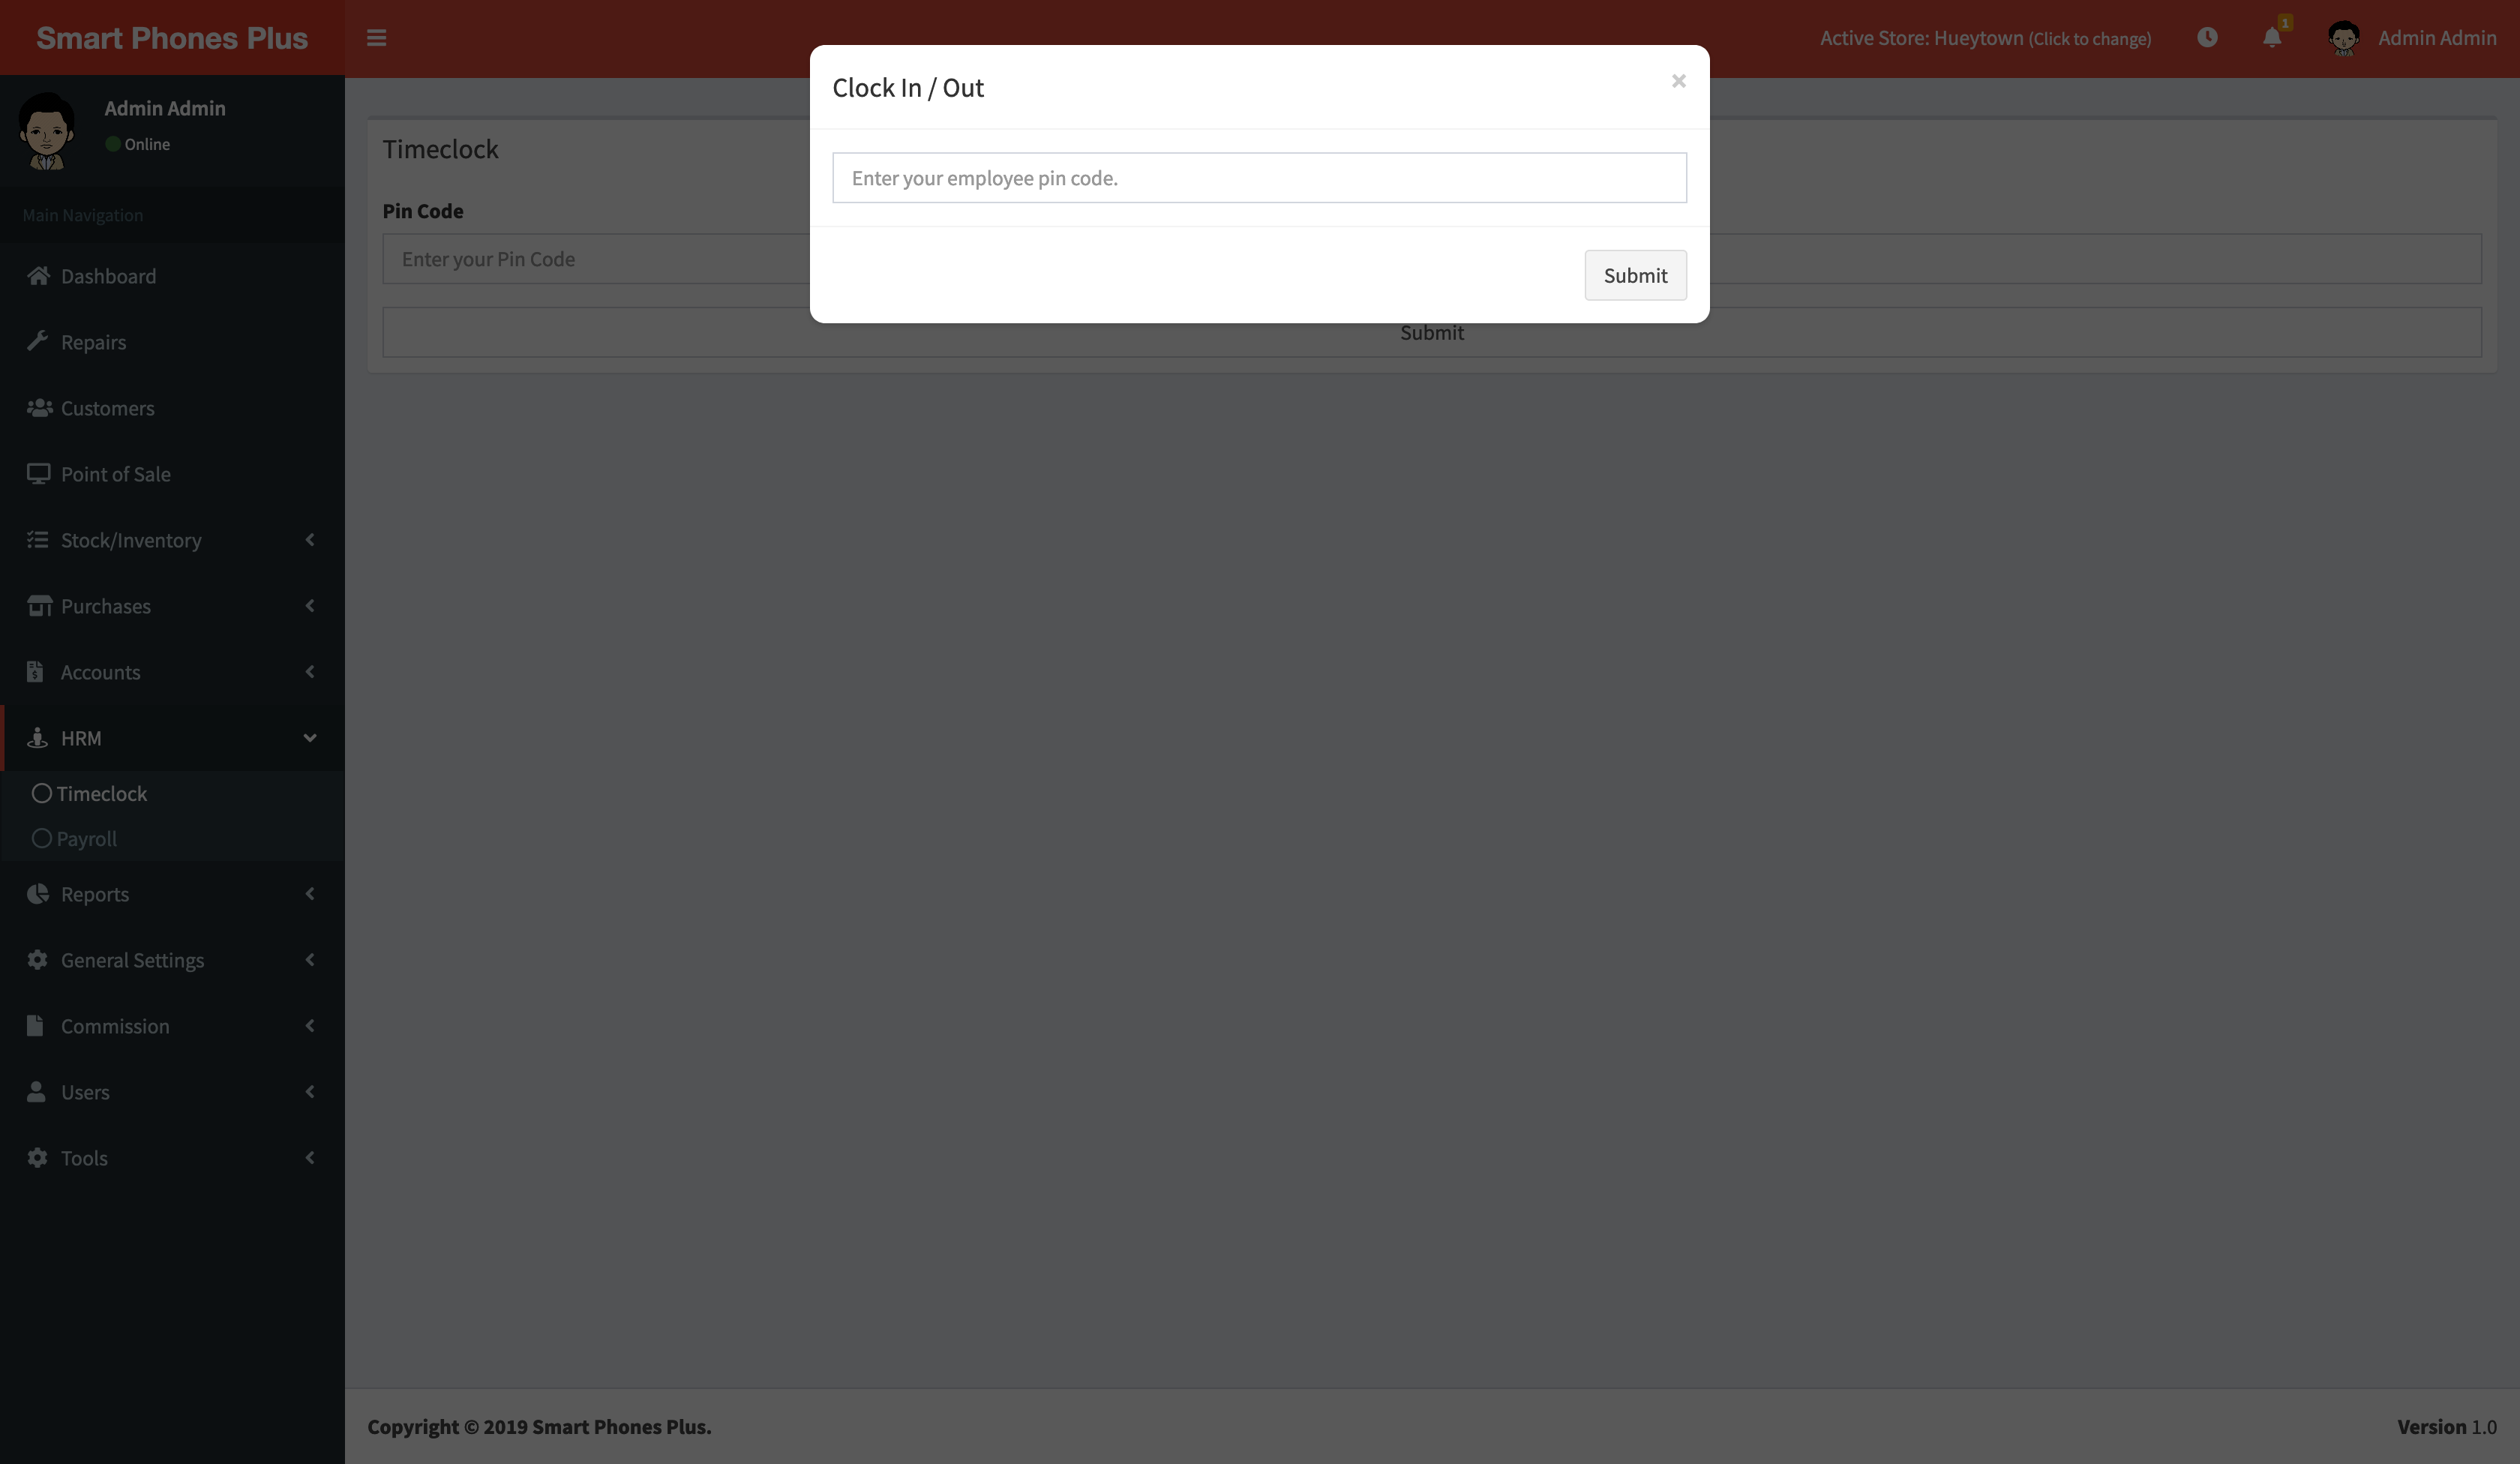 Smart Phones Plus
Active Store: Hueytown (Click to change)
1
Admin Admin
Admin Admin
Online
Main Navigation
Dashboard
Repairs
Customers
Point of Sale
Stock/Inventory
Purchases
Accounts
HRM
Timeclock
Payroll
Reports
General Settings
Commission
Users
Tools
Clock In / Out
×
Enter your employee pin code.
Submit
Timeclock
Pin Code
Enter your Pin Code
Submit
Copyright © 2019 Smart Phones Plus.
Version 1.0